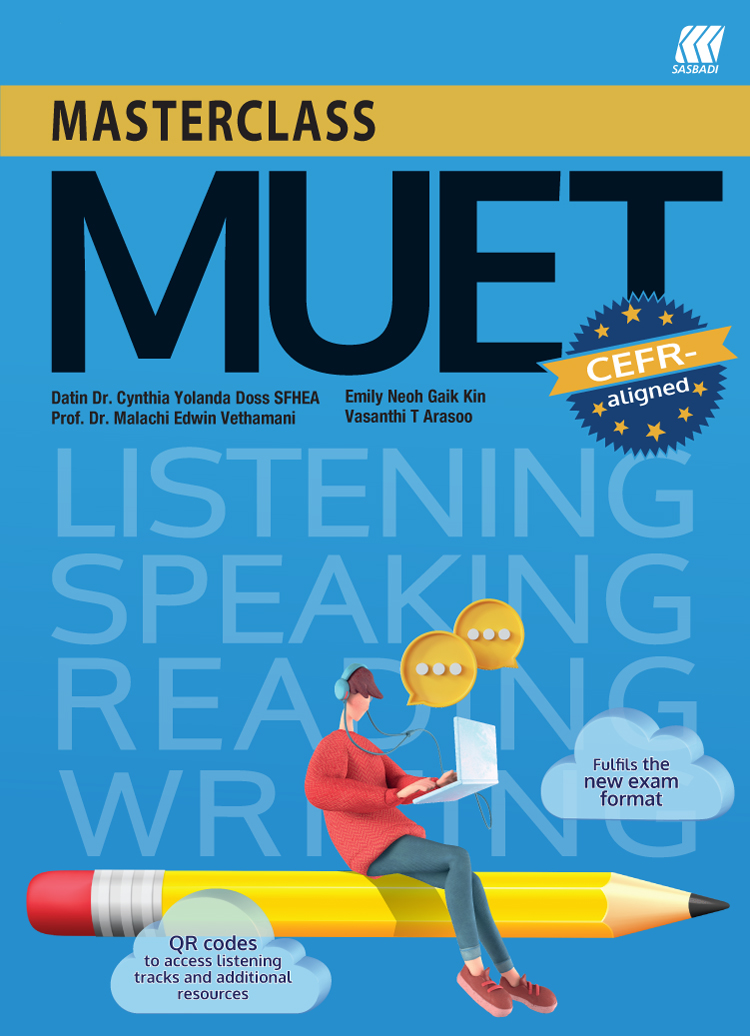 SASBADI
MASTERCLASS
MUET
CEFR-
aligned
Datin Dr. Cynthia Yolanda Doss SFHEA
Prof. Dr. Malachi Edwin Vethamani
Emily Neoh Gaik Kin
Vasanthi T Arasoo
LISTENING
SPEAKING
READING
WRITING
Fulfils the
new exam
format
QR codes
to access listening
tracks and additional
resources